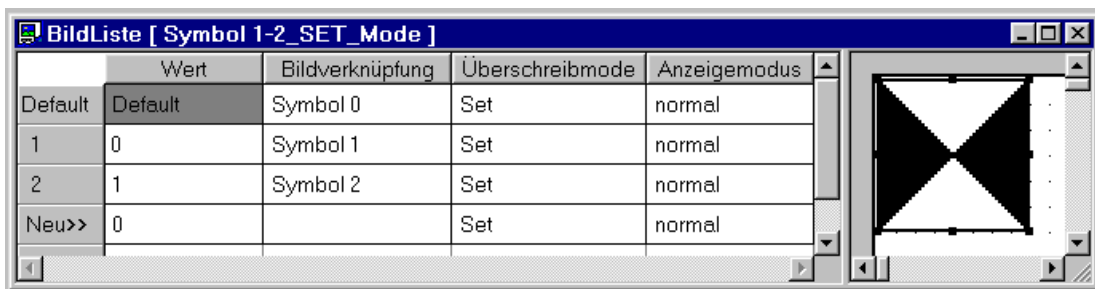 BildListe [ Symbol 1-2_SET_Mode ]
Wert Bildverknüpfung Überschreibmode Anzeigemodus
Default Default Symbol 0 Set normal
1 0 Symbol 1 Set normal
2 1 Symbol 2 Set normal
Neu>> 0 Set normal